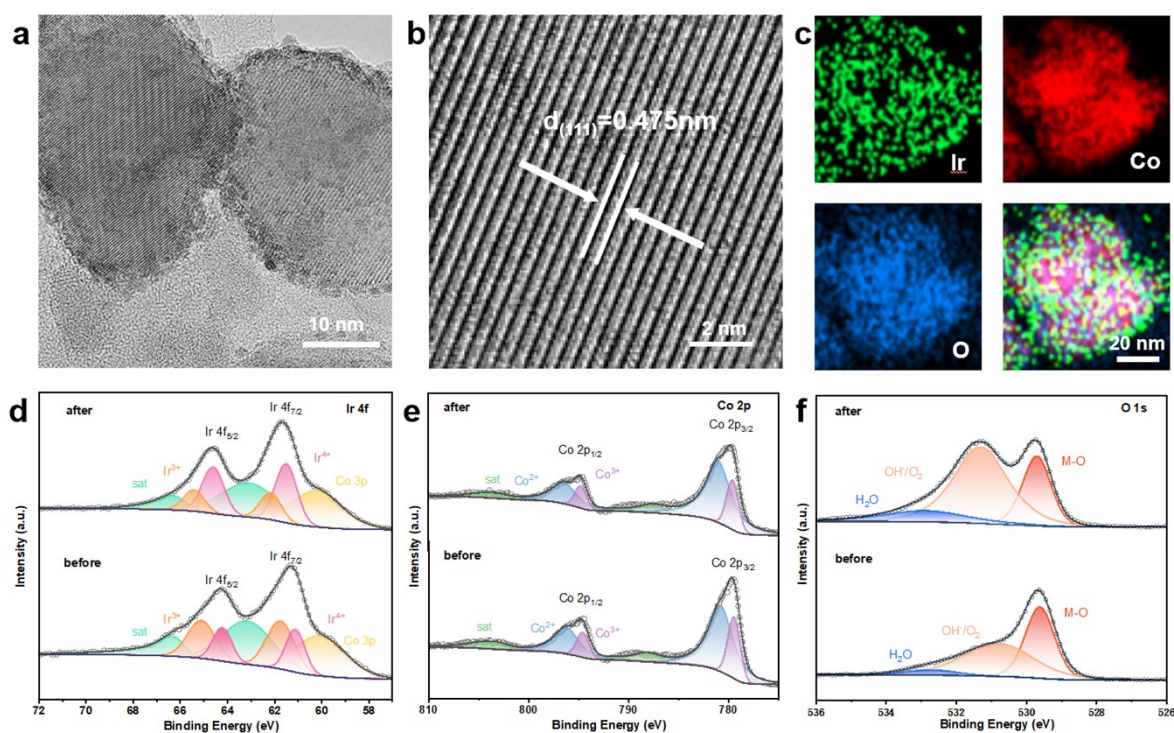 a
10 nm
b
d(111)=0.475nm
2 nm
c
Ir
Co
O
20 nm
d
after
Ir 4f
Ir 4f7/2
Ir 4f5/2
Ir3+
Ir4+
sat
Co 3p
before
Ir 4f7/2
Ir 4f5/2
Ir3+
Ir4+
sat
Co 3p
Intensity (a.u.)
72 70 68 66 64 62 60 58
Binding Energy (eV)
e
after
Co 2p
Co 2p3/2
Co 2p1/2
Co2+
Co3+
sat
before
Co 2p3/2
Co 2p1/2
Co2+
Co3+
sat
Intensity (a.u.)
810 800 790 780
Binding Energy (eV)
f
after
O 1s
M-O
OH-/O2
H2O
before
M-O
OH-/O2
H2O
Intensity (a.u.)
536 534 532 530 528 526
Binding Energy (eV)